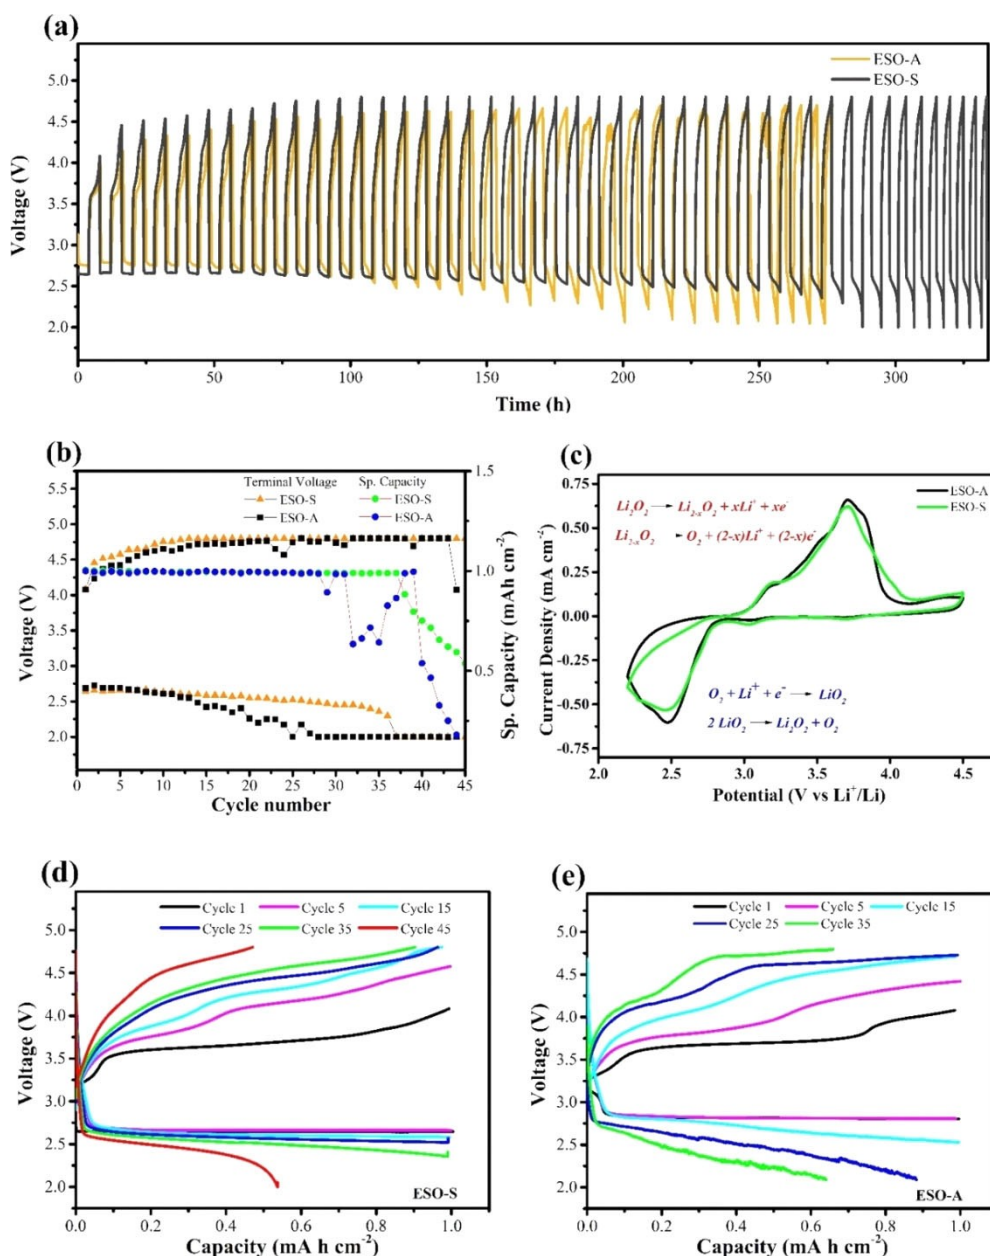 (a)
ESO-A
ESO-S
5.0
4.5
4.0
3.5
3.0
2.5
2.0
Voltage (V)
0 50 100 150 200 250 300
Time (h)
(b)
Terminal Voltage Sp. Capacity
ESO-S ESO-S
ESO-A ESO-A
5.5
5.0
4.5
4.0
3.5
3.0
2.5
2.0
Voltage (V)
1.5
1.0
0.5
Sp. Capacity (mAh cm⁻²)
0 5 10 15 20 25 30 35 40 45
Cycle number
(c)
ESO-A
ESO-S
Li₂O₂ → Li₂₋ₓO₂ + xLi⁺ + xe⁻
Li₂₋ₓO₂ → O₂ + (2-x)Li⁺ + (2-x)e⁻
O₂ + Li⁺ + e⁻ → LiO₂
2 LiO₂ → Li₂O₂ + O₂
0.75
0.50
0.25
0.00
-0.25
-0.50
-0.75
Current Density (mA cm⁻²)
2.0 2.5 3.0 3.5 4.0 4.5
Potential (V vs Li⁺/Li)
(d)
Cycle 1 Cycle 5 Cycle 15
Cycle 25 Cycle 35 Cycle 45
5.0
4.5
4.0
3.5
3.0
2.5
2.0
Voltage (V)
ESO-S
0.0 0.2 0.4 0.6 0.8 1.0
Capacity (mA h cm⁻²)
(e)
Cycle 1 Cycle 5 Cycle 15
Cycle 25 Cycle 35
5.0
4.5
4.0
3.5
3.0
2.5
2.0
Voltage (V)
ESO-A
0.0 0.2 0.4 0.6 0.8 1.0
Capacity (mA h cm⁻²)